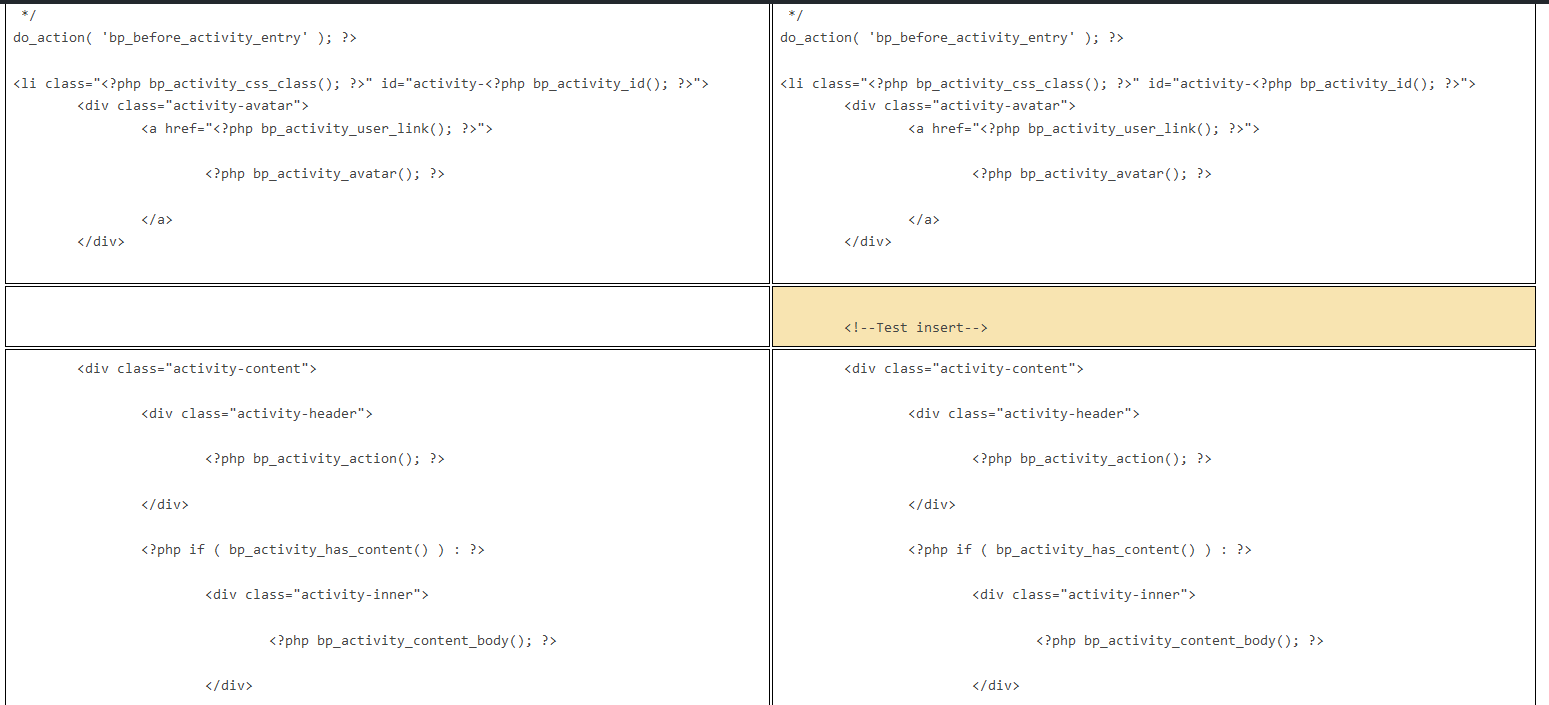 */
do_action( 'bp_before_activity_entry' ); ?>
<li class="<?php bp_activity_css_class(); ?>" id="activity-<?php bp_activity_id(); ?>">
        <div class="activity-avatar">
                <a href="<?php bp_activity_user_link(); ?>">
                        <?php bp_activity_avatar(); ?>
                </a>
        </div>
        <div class="activity-content">
                <div class="activity-header">
                        <?php bp_activity_action(); ?>
                </div>
                <?php if ( bp_activity_has_content() ) : ?>
                        <div class="activity-inner">
                                <?php bp_activity_content_body(); ?>
                        </div>
 */
do_action( 'bp_before_activity_entry' ); ?>
<li class="<?php bp_activity_css_class(); ?>" id="activity-<?php bp_activity_id(); ?>">
        <div class="activity-avatar">
                <a href="<?php bp_activity_user_link(); ?>">
                        <?php bp_activity_avatar(); ?>
                </a>
        </div>
        <!--Test insert-->
        <div class="activity-content">
                <div class="activity-header">
                        <?php bp_activity_action(); ?>
                </div>
                <?php if ( bp_activity_has_content() ) : ?>
                        <div class="activity-inner">
                                <?php bp_activity_content_body(); ?>
                        </div>